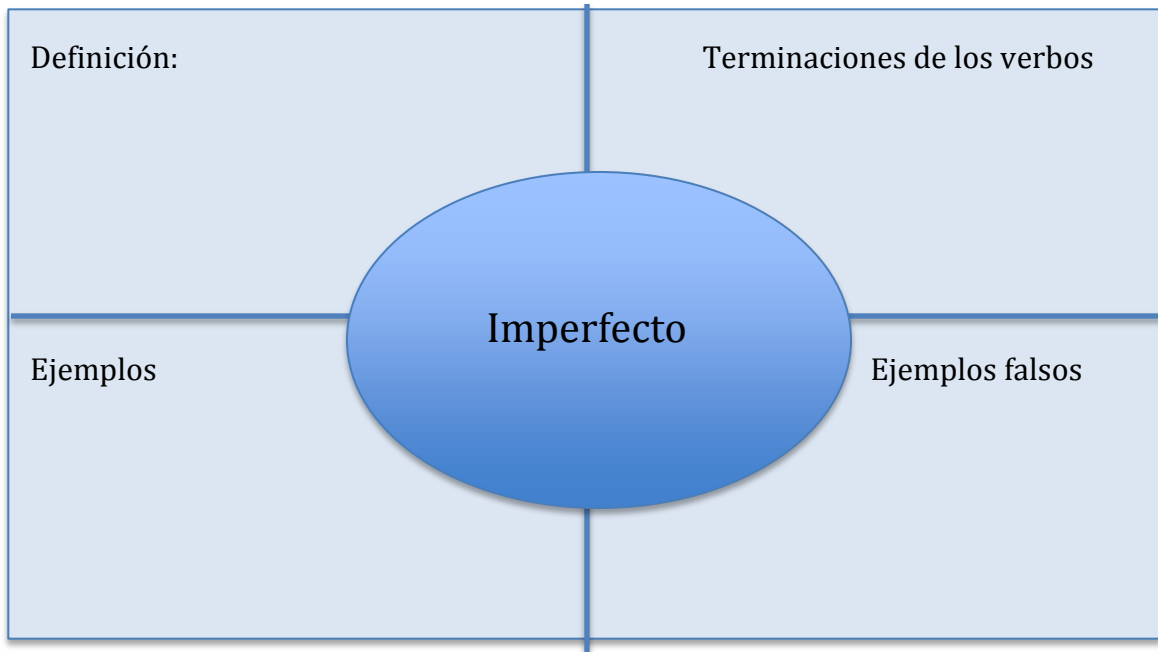 Definición:
Terminaciones de los verbos
Imperfecto
Ejemplos
Ejemplos falsos